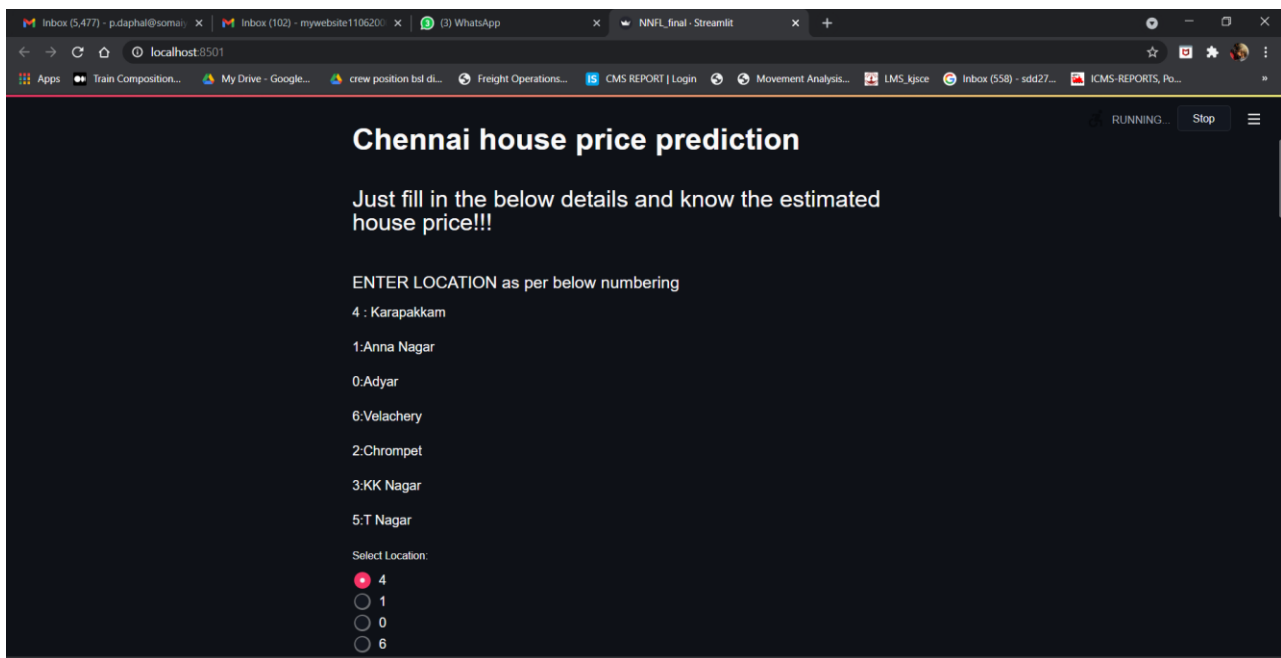 Inbox (5,477) - p.daphal@somaiy
Inbox (102) - mywebsite1106200
(3) WhatsApp
NNFL_final · Streamlit
localhost:8501
Apps
Train Composition...
My Drive - Google...
crew position bsl di...
Freight Operations...
CMS REPORT | Login
Movement Analysis...
LMS_kjsce
Inbox (558) - sdd27...
ICMS-REPORTS, Po...
»
RUNNING...
Stop
Chennai house price prediction
Just fill in the below details and know the estimated
house price!!!
ENTER LOCATION as per below numbering
4 : Karapakkam
1:Anna Nagar
0:Adyar
6:Velachery
2:Chrompet
3:KK Nagar
5:T Nagar
Select Location:
4
1
0
6